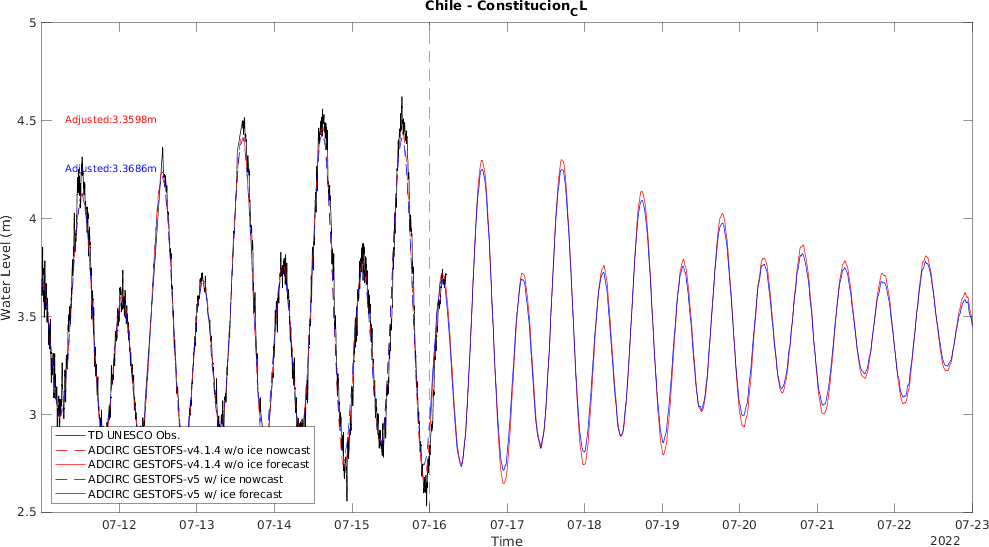 Chile - Constitucion_CL
5
4.5
4
3.5
3
2.5
Water Level (m)
Adjusted:3.3598m
Adjusted:3.3686m
TD UNESCO Obs.
ADCIRC GESTOFS-v4.1.4 w/o ice nowcast
ADCIRC GESTOFS-v4.1.4 w/o ice forecast
ADCIRC GESTOFS-v5 w/ ice nowcast
ADCIRC GESTOFS-v5 w/ ice forecast
07-12 07-13 07-14 07-15 07-16 07-17 07-18 07-19 07-20 07-21 07-22 07-23
Time
2022